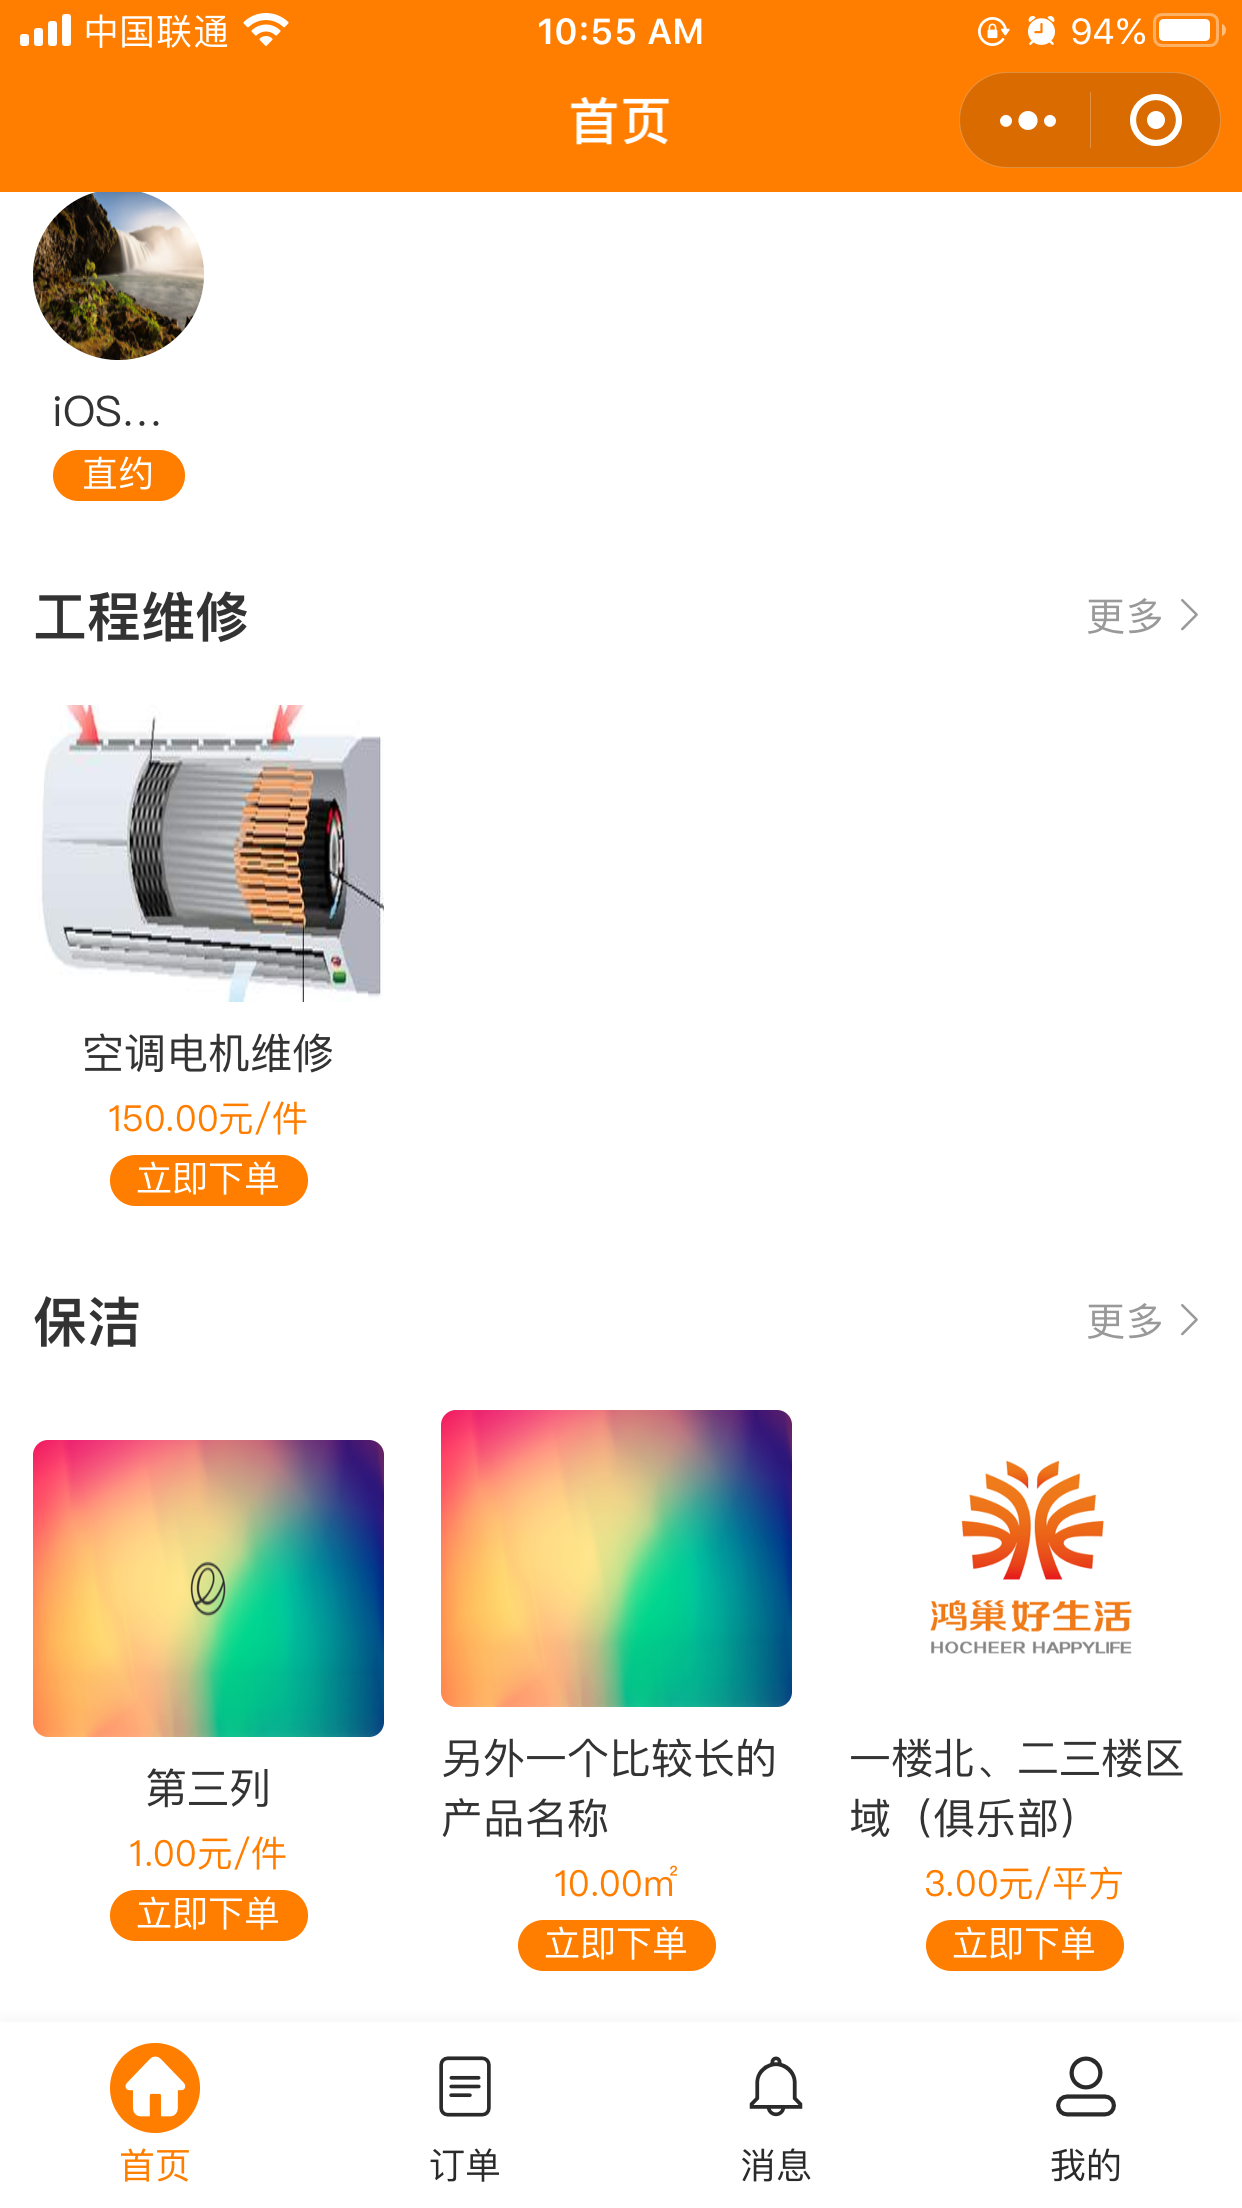 中国联通
10:55 AM
94%
首页
iOS...
直约
工程维修
更多
空调电机维修
150.00元/件
立即下单
保洁
更多
第三列
1.00元/件
立即下单
另外一个比较长的
产品名称
10.00㎡
立即下单
鸿巢好生活
HOCHEER HAPPYLIFE
一楼北、二三楼区
域（俱乐部）
3.00元/平方
立即下单
首页
订单
消息
我的